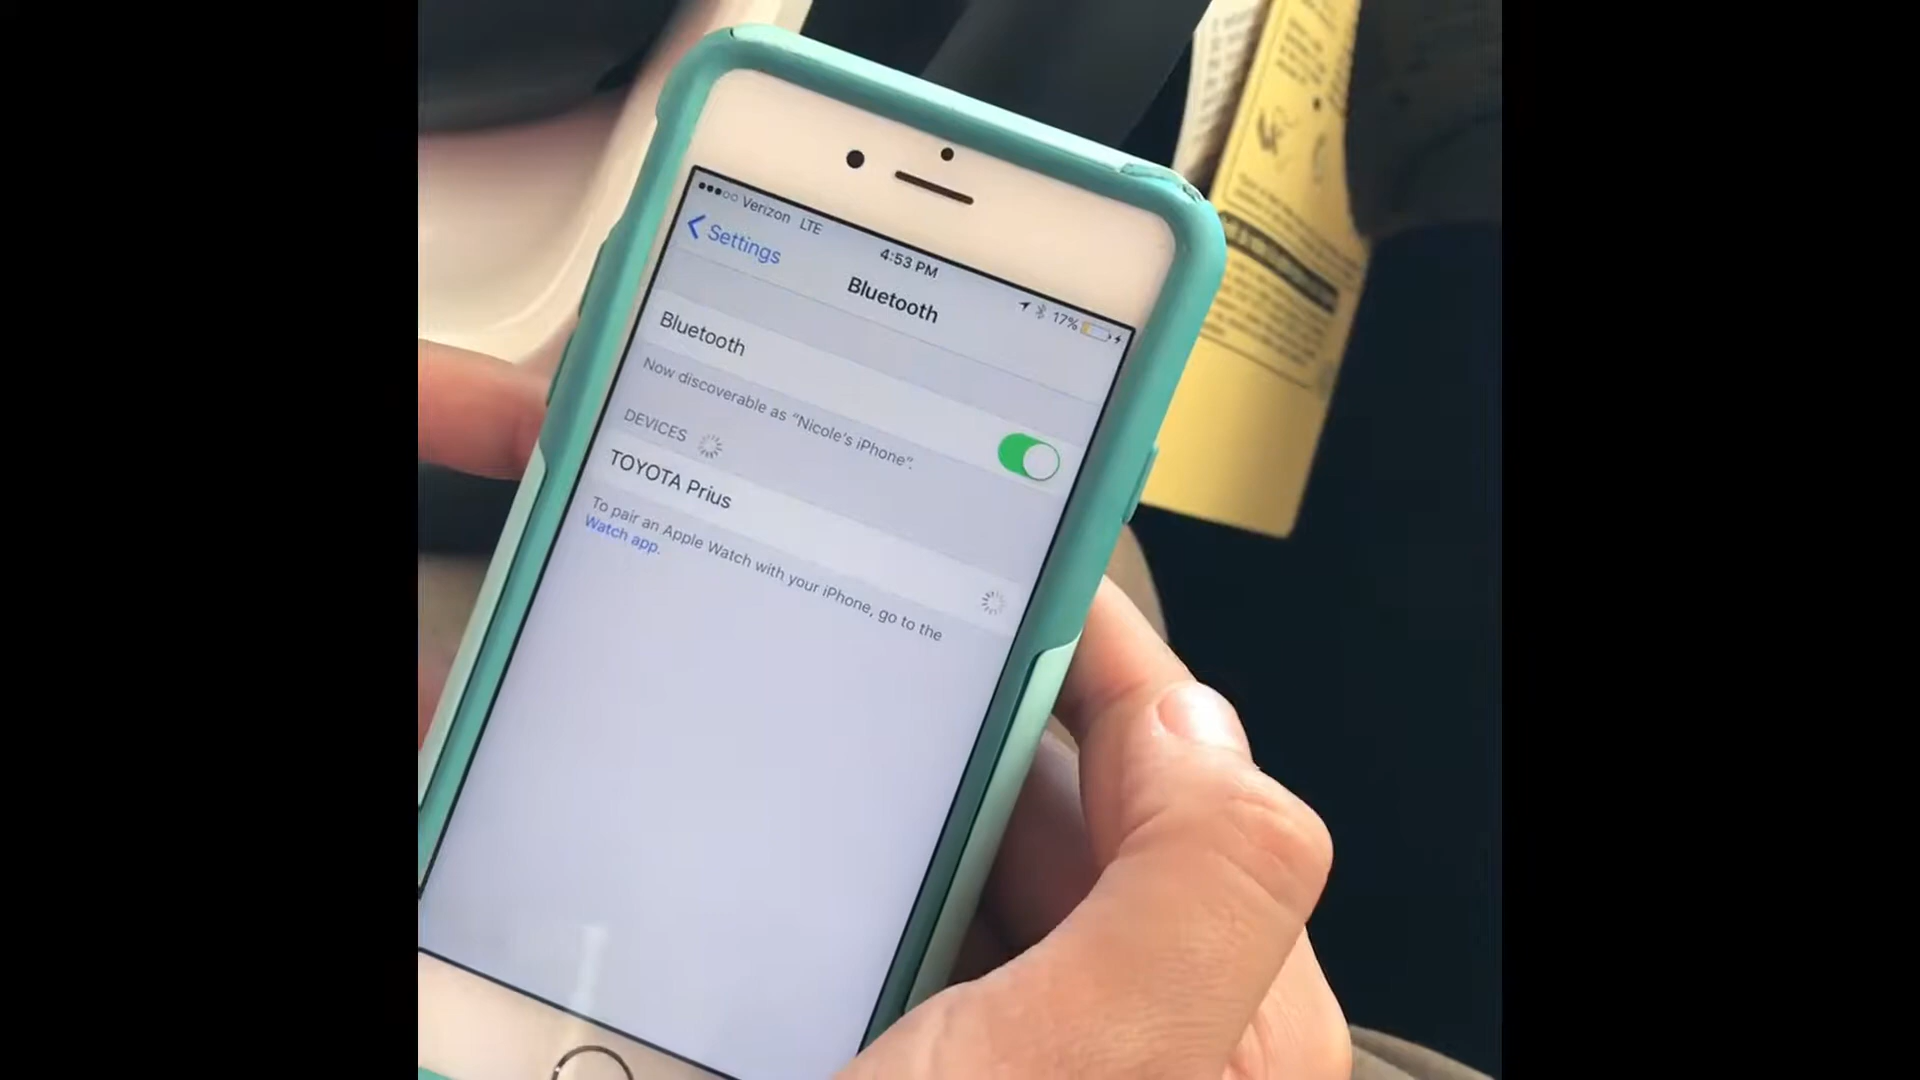 Verizon LTE
4:53 PM
17%
Settings
Bluetooth
Bluetooth
Now discoverable as “Nicole’s iPhone”.
DEVICES
TOYOTA Prius
To pair an Apple Watch with your iPhone, go to the
Watch app.